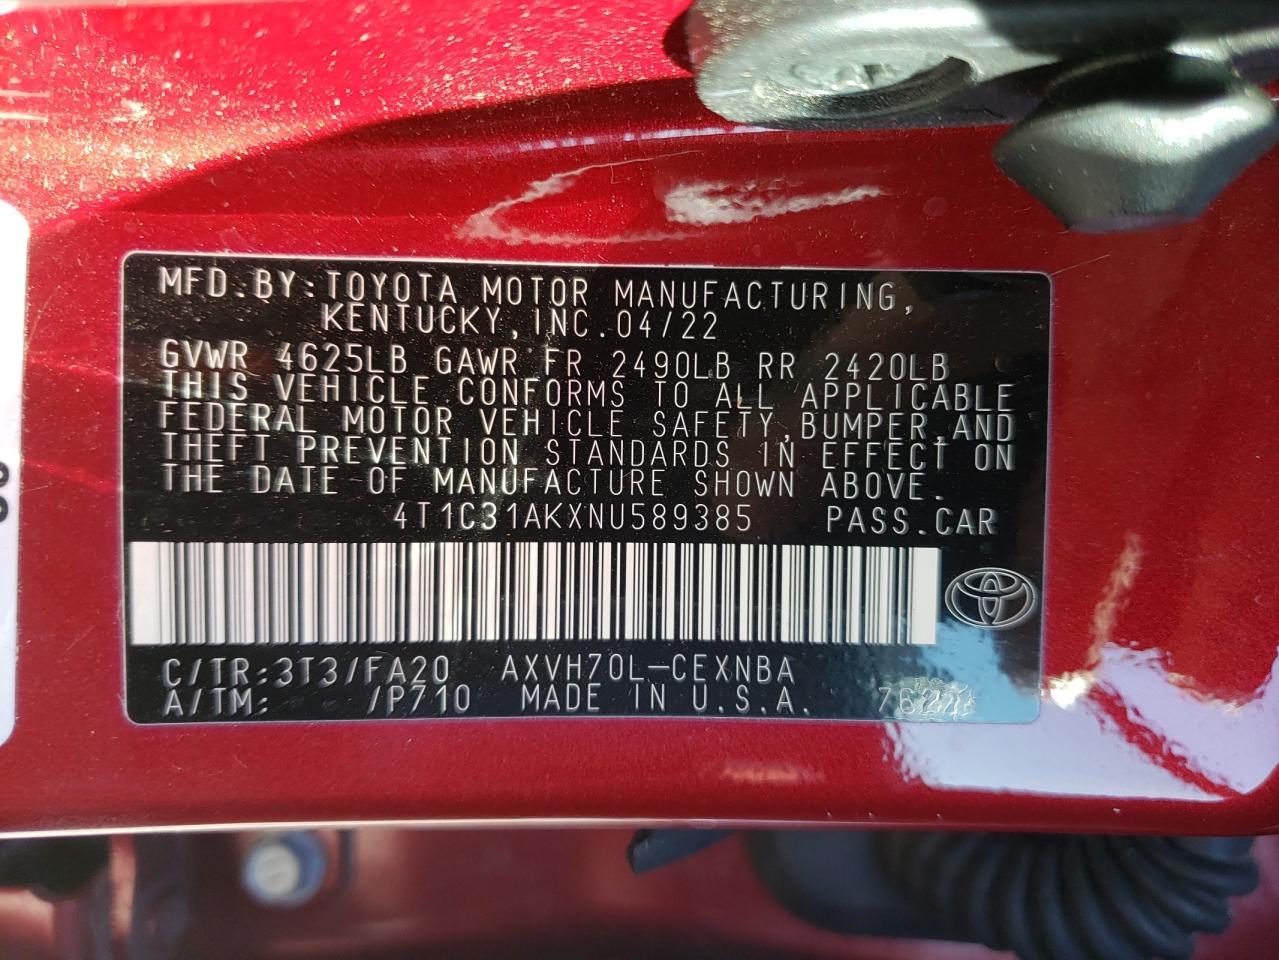 MFD.BY:TOYOTA MOTOR MANUFACTURING,
KENTUCKY,INC.04/22
GVWR 4625LB GAWR FR 2490LB RR 2420LB
THIS VEHICLE CONFORMS TO ALL APPLICABLE
FEDERAL MOTOR VEHICLE SAFETY,BUMPER,AND
THEFT PREVENTION STANDARDS IN EFFECT ON
THE DATE OF MANUFACTURE SHOWN ABOVE.
4T1C31AKXNU589385 PASS.CAR
C/TR:3T3/FA20 AXVH70L-CEXNBA
A/TM: /P710 MADE IN U.S.A.